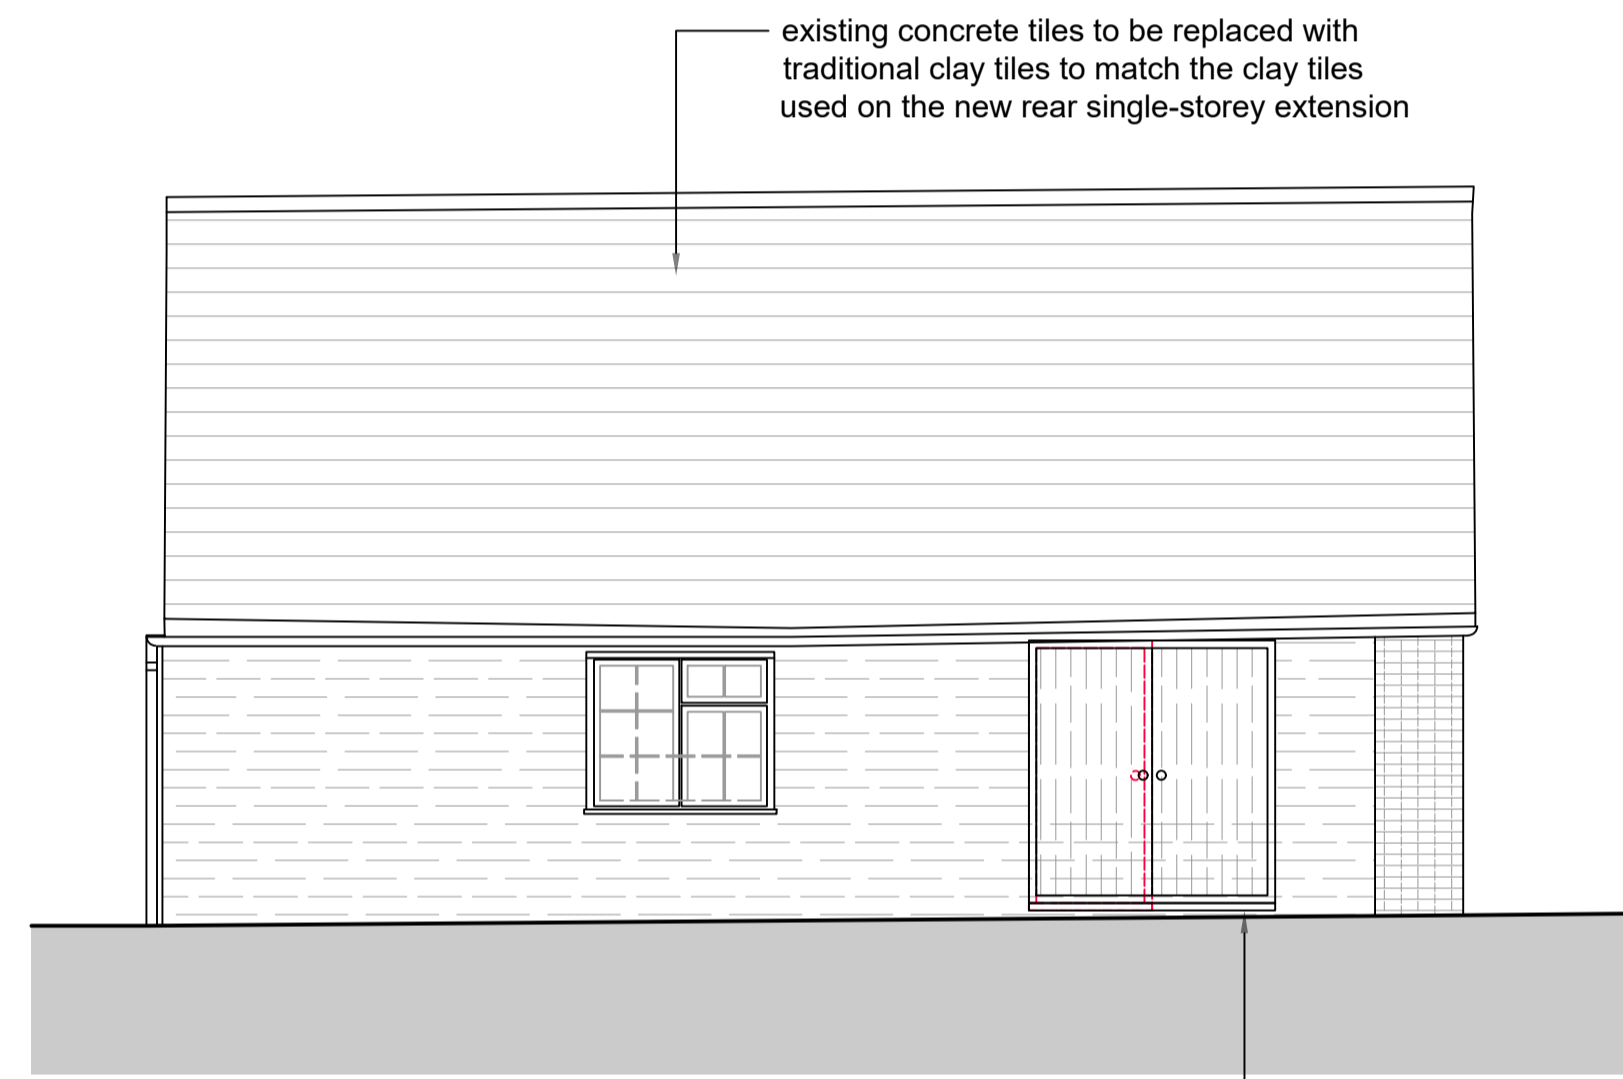 existing concrete tiles to be replaced with
traditional clay tiles to match the clay tiles
used on the new rear single-storey extension